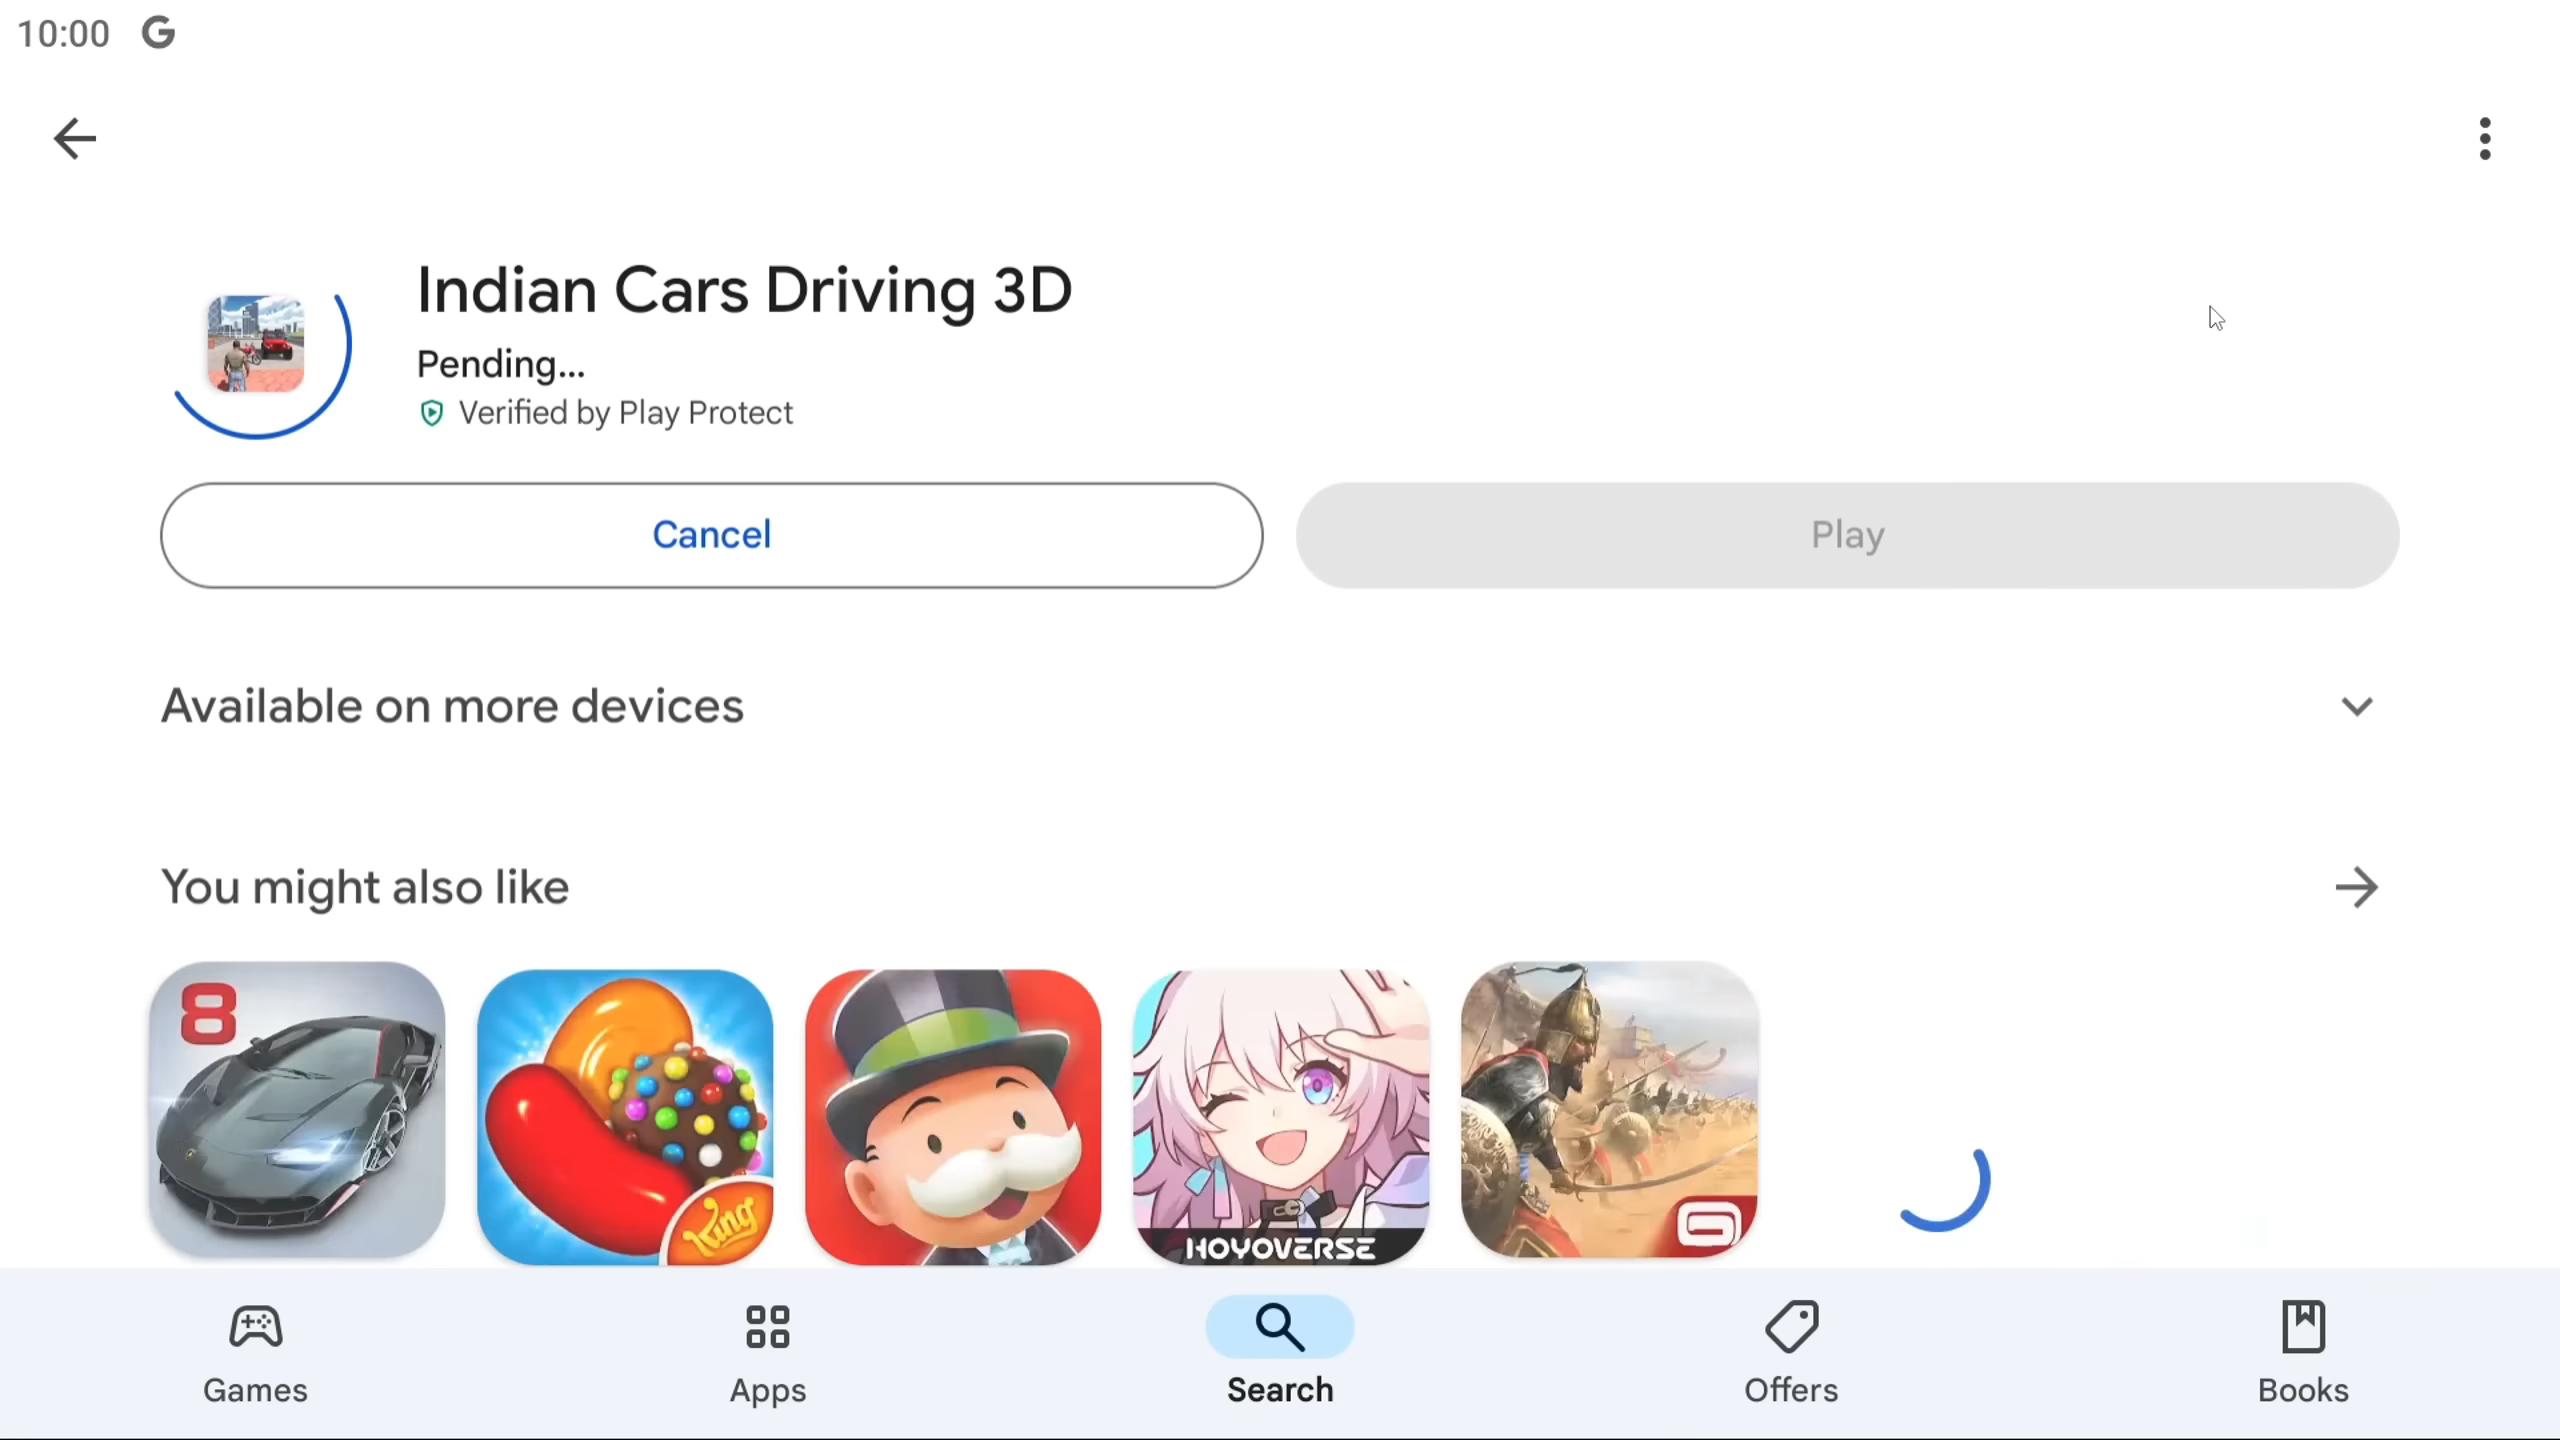 10:00
Indian Cars Driving 3D
Pending...
Verified by Play Protect
Cancel
Play
Available on more devices
You might also like
8
King
HOYOVERSE
Games
Apps
Search
Offers
Books